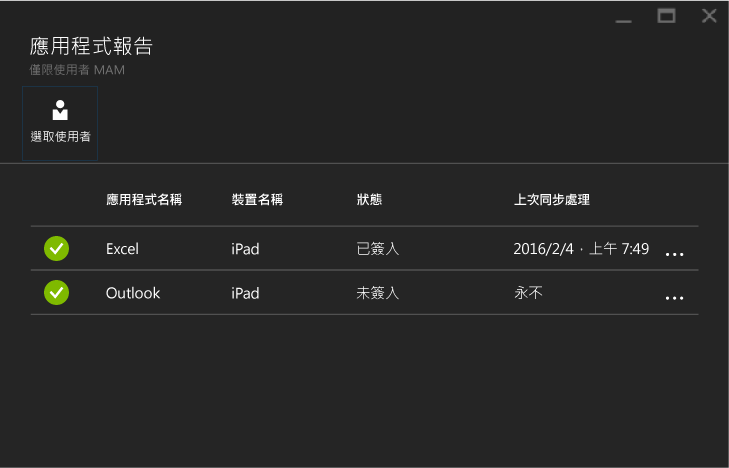 應用程式報告
僅限使用者 MAM
選取使用者
應用程式名稱 裝置名稱 狀態 上次同步處理
Excel iPad 已簽入 2016/2/4，上午 7:49 ...
Outlook iPad 未簽入 永不 ...